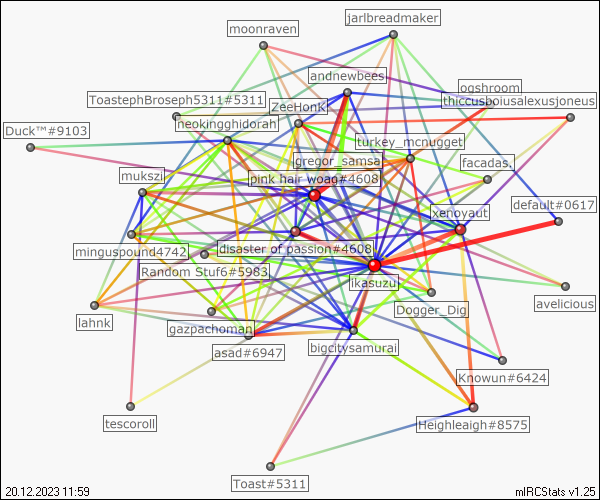 jarlbreadmaker
moonraven
andnewbees
ogshroom
ToastephBroseph5311#5311
ZeeHonK
thiccusboiusalexusjoneus
Duck™#9103
neokingghidorah
turkey_mcnugget
gregor_samsa
facadas.
mukszi
pink hair woag#4608
default#0617
xenoyaut
minguspound4742
disaster of passion#4608
Random Stuf6#5983
ikasuzu
avelicious
lahnk
gazpachoman
Dogger_Dig
asad#6947
bigcitysamurai
Knowun#6424
tescoroll
Heighleaigh#8575
Toast#5311
20.12.2023 11:59
mIRCStats v1.25